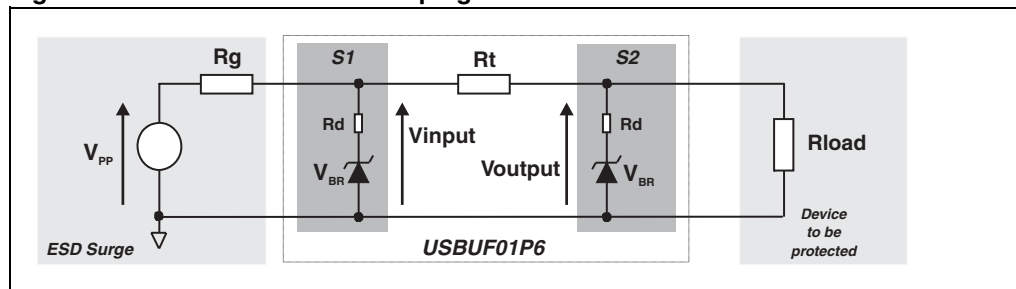 S1
S2
Rg
Rt
Rd
Rd
Vinput
Voutput
Rload
VPP
VBR
VBR
Device
to be
protected
ESD Surge
USBUF01P6